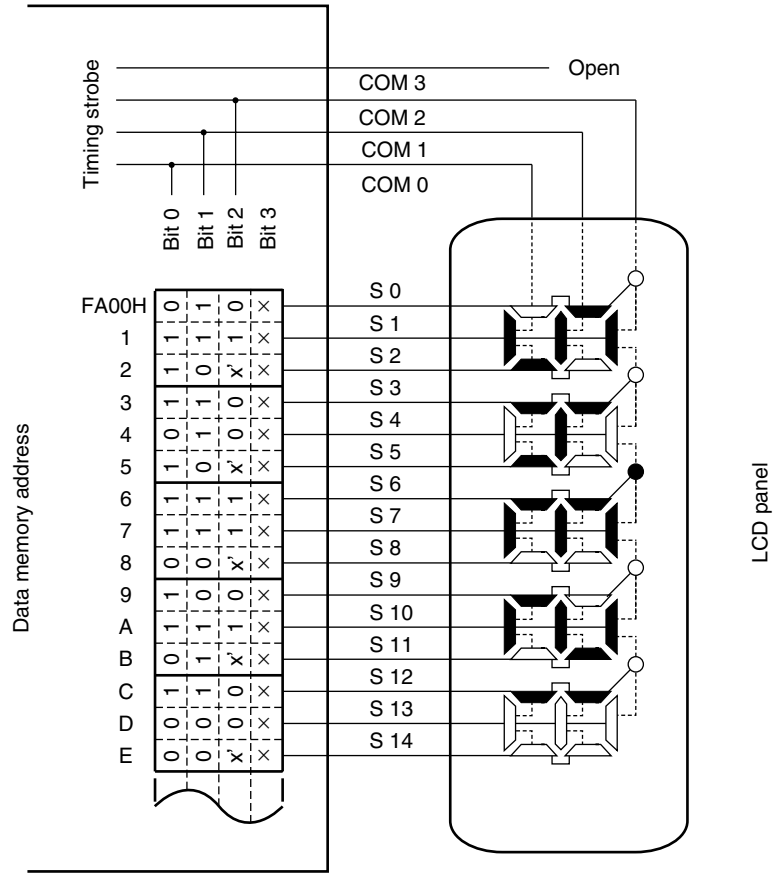 Timing strobe
Open
COM 3
COM 2
COM 1
COM 0
Bit 0
Bit 1
Bit 2
Bit 3
Data memory address
LCD panel
FA00H 0 1 0 × S 0
1 1 1 1 × S 1
2 1 0 x' × S 2
3 1 1 0 × S 3
4 0 1 0 × S 4
5 1 0 x' × S 5
6 1 1 1 × S 6
7 1 1 1 × S 7
8 0 0 x' × S 8
9 1 0 0 × S 9
A 1 1 1 × S 10
B 0 1 x' × S 11
C 1 1 0 × S 12
D 0 0 0 × S 13
E 0 0 x' × S 14